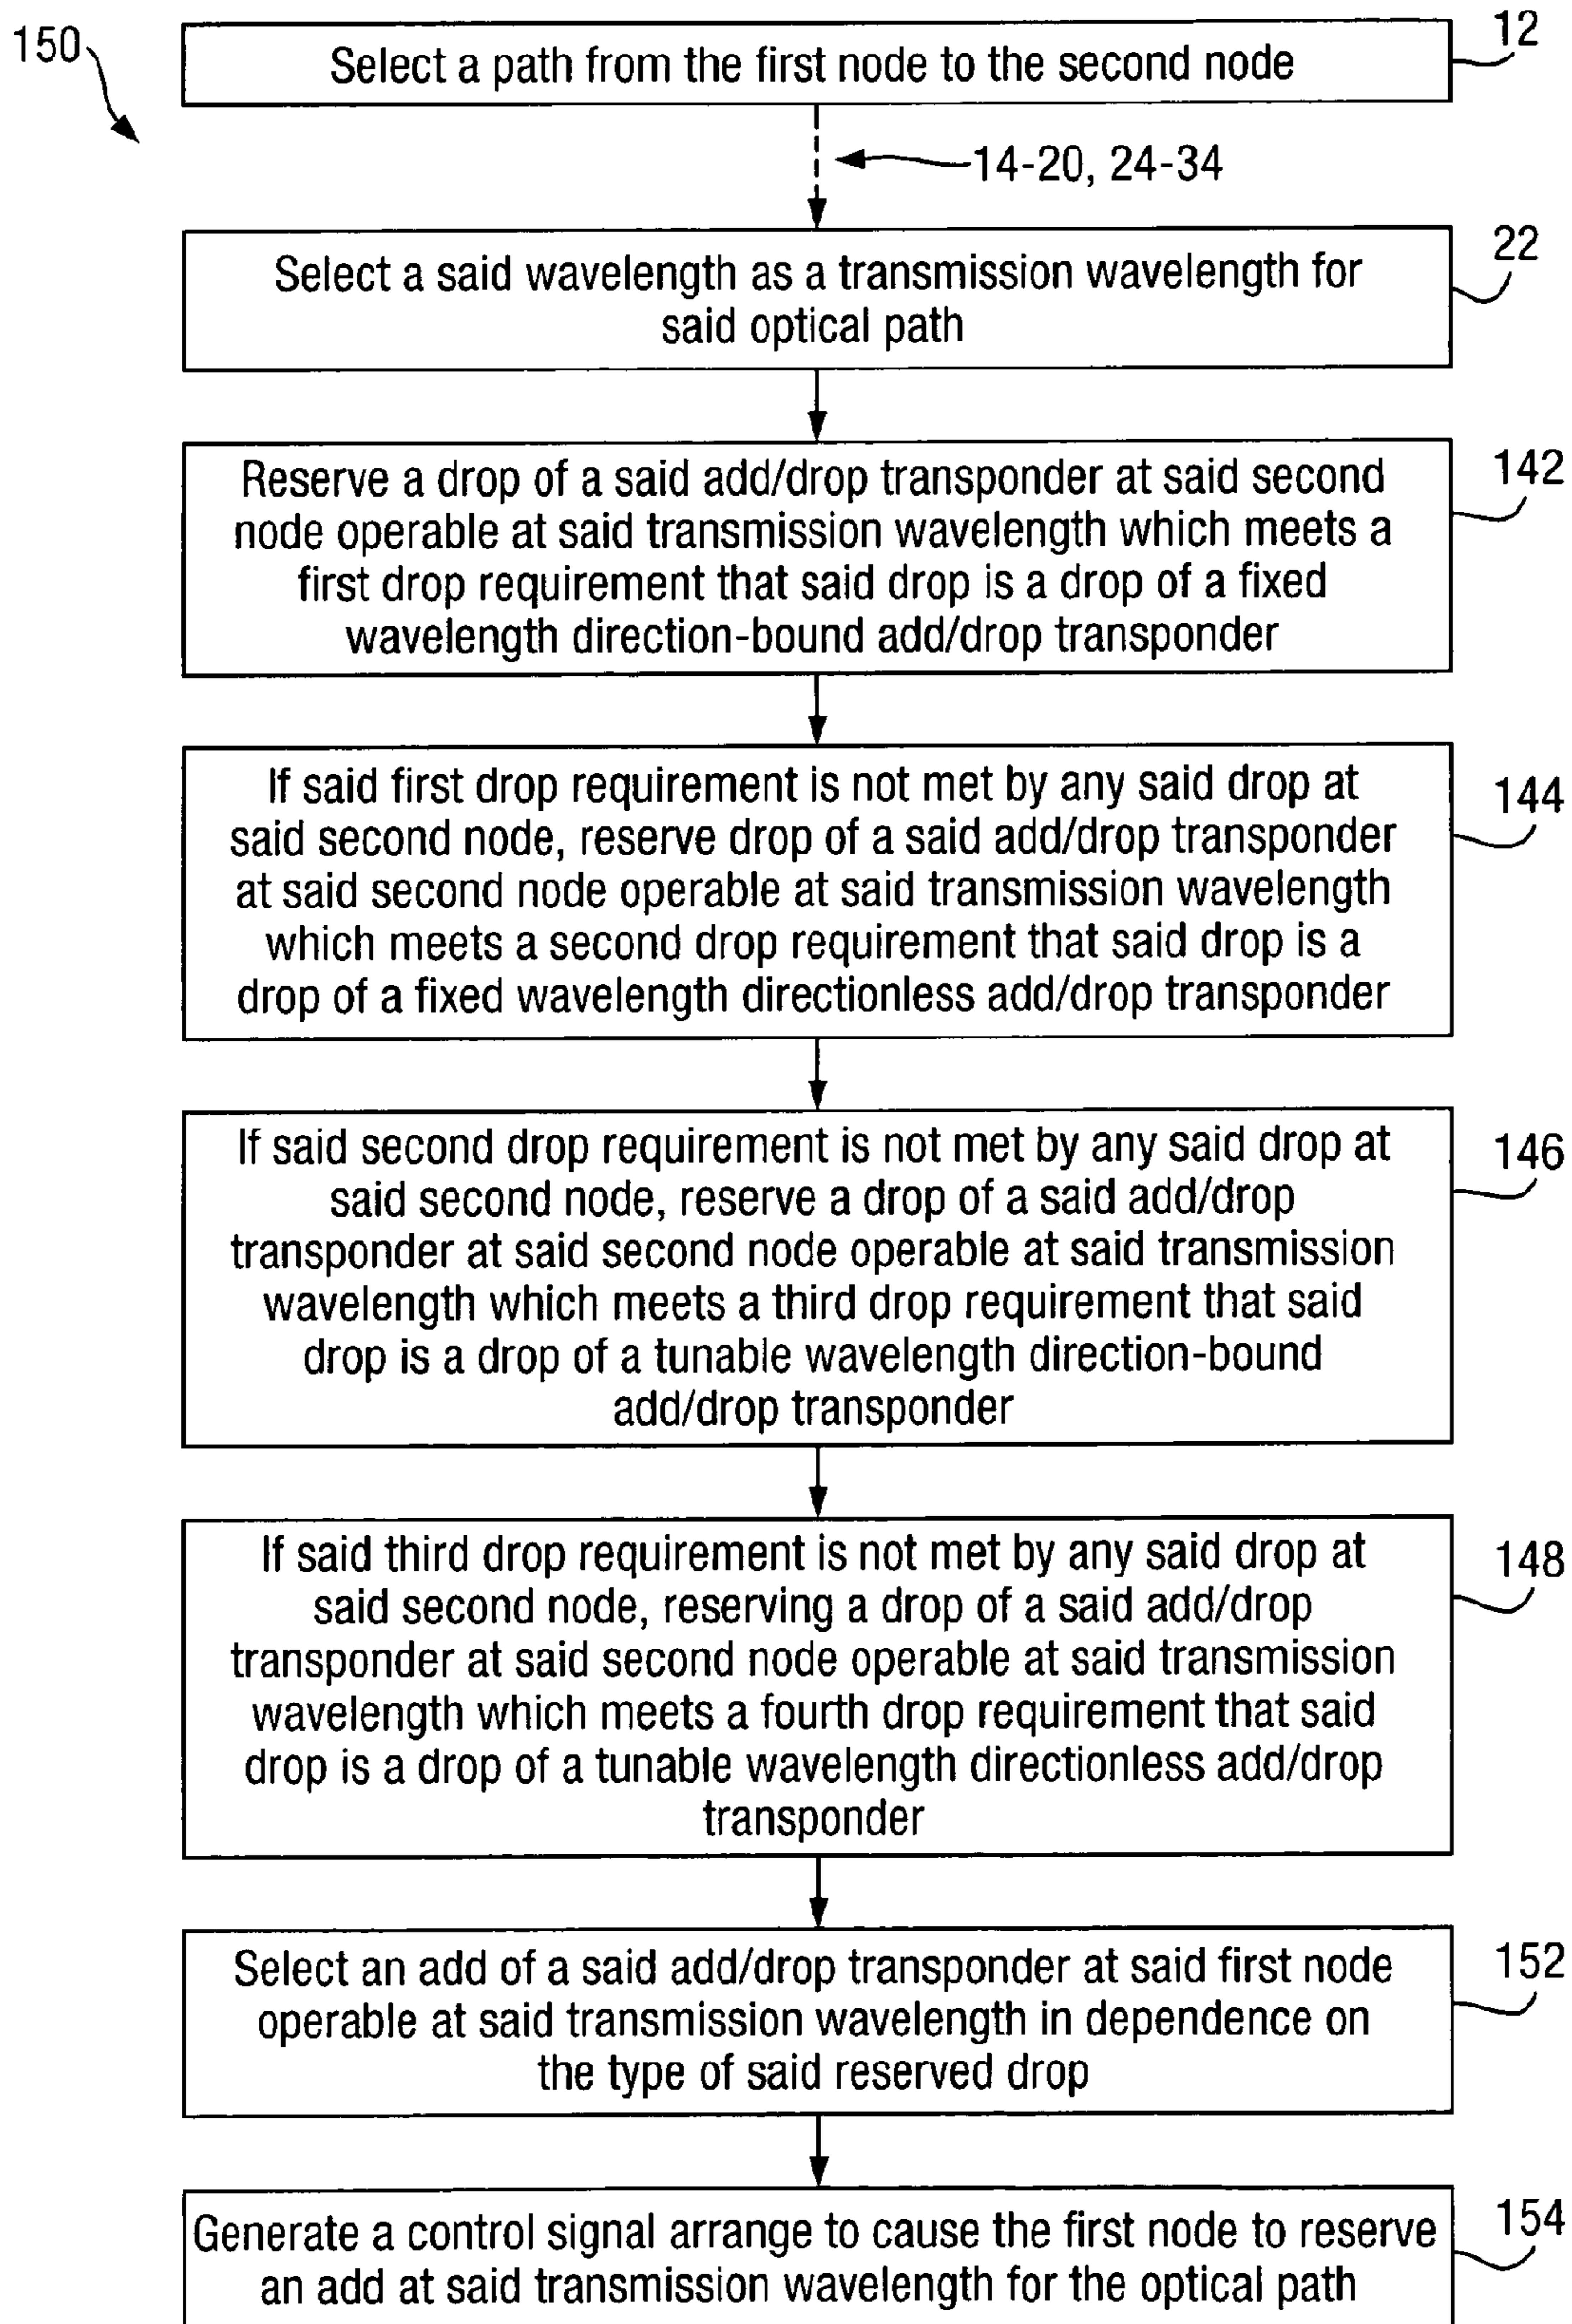 150
Select a path from the first node to the second node
12
14-20, 24-34
Select a said wavelength as a transmission wavelength for
said optical path
22
Reserve a drop of a said add/drop transponder at said second
node operable at said transmission wavelength which meets a
first drop requirement that said drop is a drop of a fixed
wavelength direction-bound add/drop transponder
142
If said first drop requirement is not met by any said drop at
said second node, reserve drop of a said add/drop transponder
at said second node operable at said transmission wavelength
which meets a second drop requirement that said drop is a
drop of a fixed wavelength directionless add/drop transponder
144
If said second drop requirement is not met by any said drop at
said second node, reserve a drop of a said add/drop
transponder at said second node operable at said transmission
wavelength which meets a third drop requirement that said
drop is a drop of a tunable wavelength direction-bound
add/drop transponder
146
If said third drop requirement is not met by any said drop at
said second node, reserving a drop of a said add/drop
transponder at said second node operable at said transmission
wavelength which meets a fourth drop requirement that said
drop is a drop of a tunable wavelength directionless add/drop
transponder
148
Select an add of a said add/drop transponder at said first node
operable at said transmission wavelength in dependence on
the type of said reserved drop
152
Generate a control signal arrange to cause the first node to reserve
an add at said transmission wavelength for the optical path
154